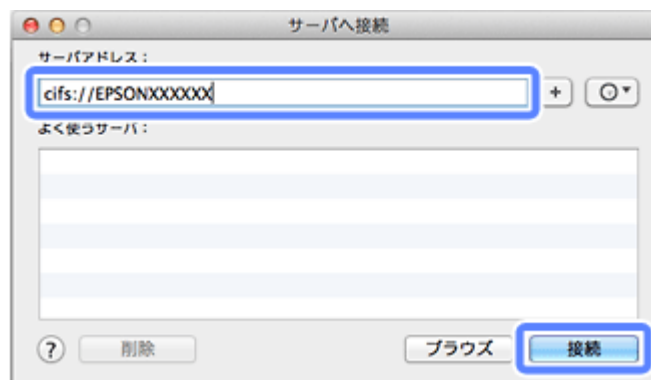 サーバへ接続
サーバアドレス：
cifs://EPSONXXXXXX
+
よく使うサーバ：
? 削除 ブラウズ 接続